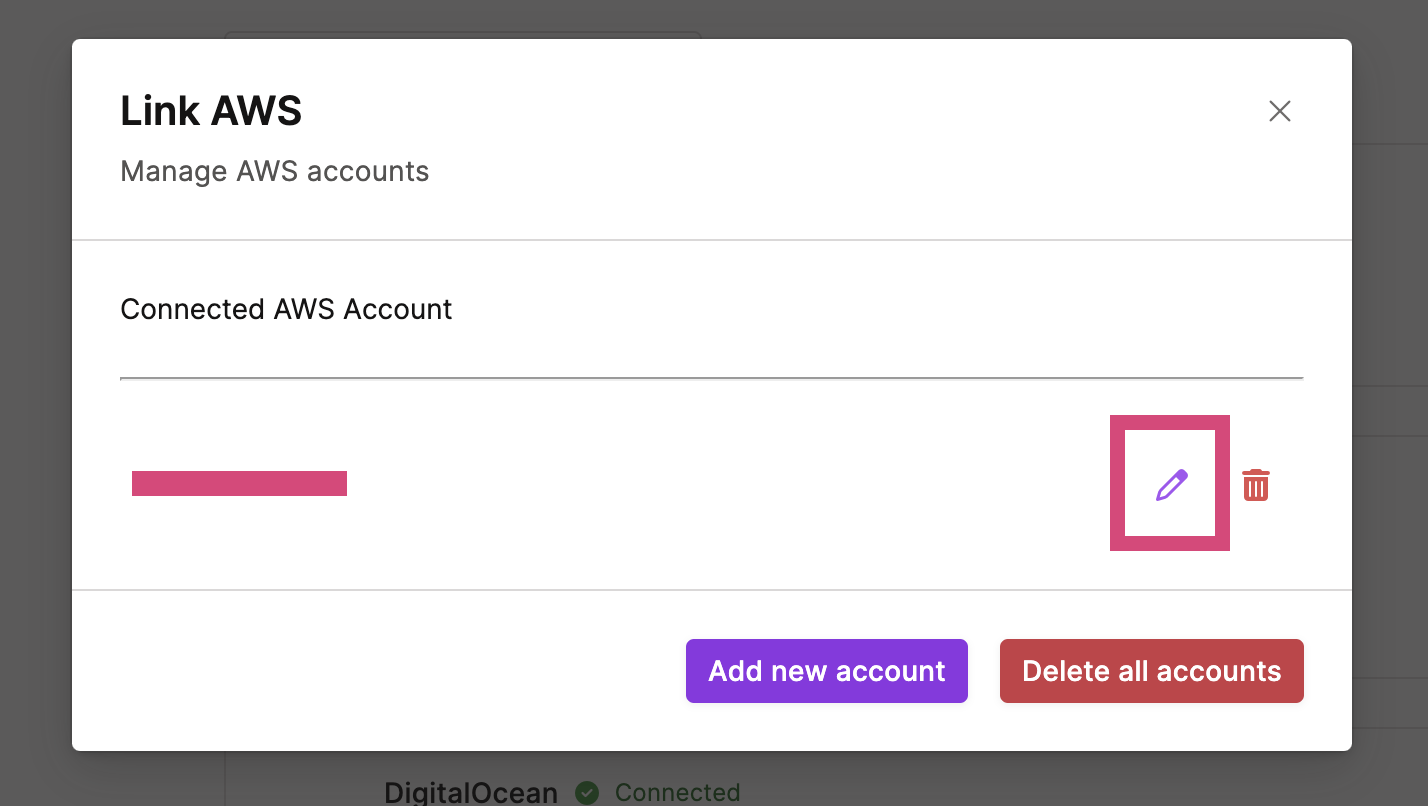 Link AWS
Manage AWS accounts
Connected AWS Account
Add new account
Delete all accounts
DigitalOcean Connected